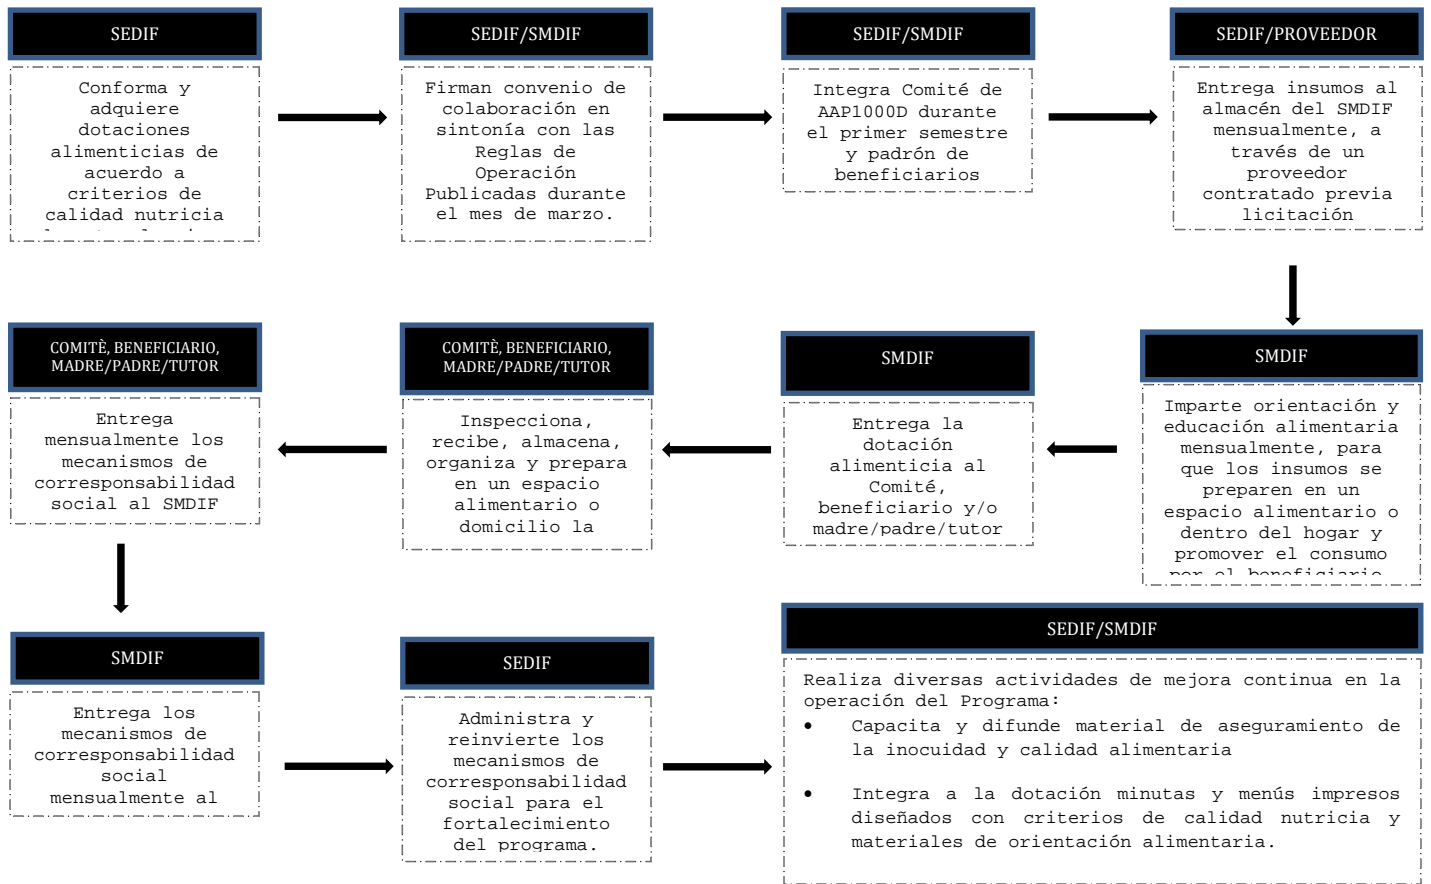 SEDIF
Conforma y
adquiere
dotaciones
alimenticias de
acuerdo a
criterios de
calidad nutricia
SEDIF/SMDIF
Firman convenio de
colaboración en
sintonía con las
Reglas de
Operación
Publicadas durante
el mes de marzo.
SEDIF/SMDIF
Integra Comité de
AAP1000D durante
el primer semestre
y padrón de
beneficiarios
SEDIF/PROVEEDOR
Entrega insumos al
almacén del SMDIF
mensualmente, a
través de un
proveedor
contratado previa
licitación
SMDIF
Imparte orientación y
educación alimentaria
mensualmente, para
que los insumos se
preparen en un
espacio alimentario o
dentro del hogar y
promover el consumo
por el beneficiario.
SMDIF
Entrega la
dotación
alimenticia al
Comité,
beneficiario y/o
madre/padre/tutor
COMITÈ, BENEFICIARIO,
MADRE/PADRE/TUTOR
Inspecciona,
recibe, almacena,
organiza y prepara
en un espacio
alimentario o
domicilio la
COMITÈ, BENEFICIARIO,
MADRE/PADRE/TUTOR
Entrega
mensualmente los
mecanismos de
corresponsabilidad
social al SMDIF
SMDIF
Entrega los
mecanismos de
corresponsabilidad
social
mensualmente al
SEDIF
Administra y
reinvierte los
mecanismos de
corresponsabilidad
social para el
fortalecimiento
del programa.
SEDIF/SMDIF
Realiza diversas actividades de mejora continua en la
operación del Programa:
• Capacita y difunde material de aseguramiento de
la inocuidad y calidad alimentaria
• Integra a la dotación minutas y menús impresos
diseñados con criterios de calidad nutricia y
materiales de orientación alimentaria.